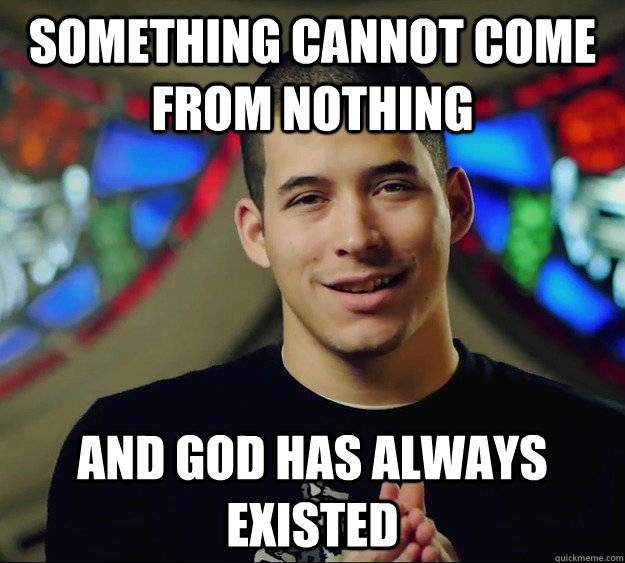 SOMETHING CANNOT COME
FROM NOTHING
AND GOD HAS ALWAYS
EXISTED
quickmeme.com